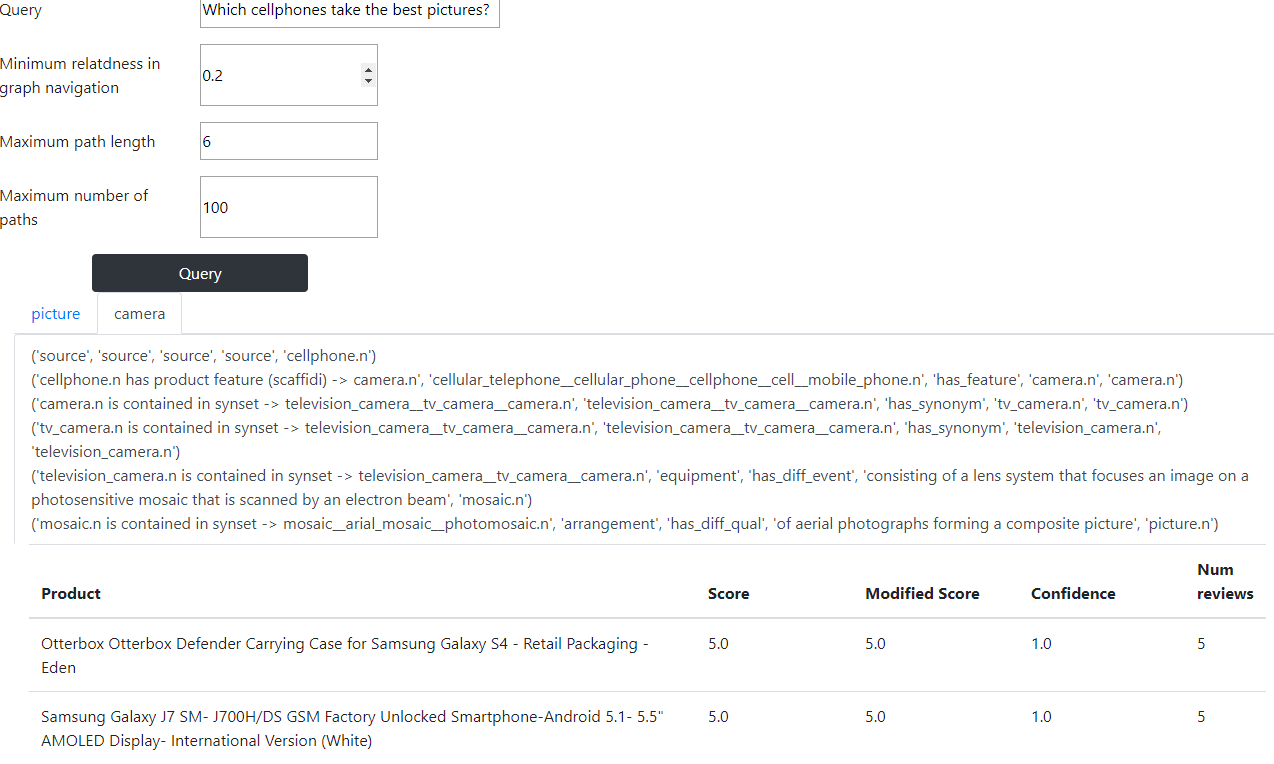 Query
Which cellphones take the best pictures?
Minimum relatdness in
graph navigation
0.2
Maximum path length
6
Maximum number of
paths
100
Query
picture
camera
('source', 'source', 'source', 'source', 'cellphone.n')
('cellphone.n has product feature (scaffidi) -> camera.n', 'cellular_telephone__cellular_phone__cellphone__cell__mobile_phone.n', 'has_feature', 'camera.n', 'camera.n')
('camera.n is contained in synset -> television_camera__tv_camera__camera.n', 'television_camera__tv_camera__camera.n', 'has_synonym', 'tv_camera.n', 'tv_camera.n')
('tv_camera.n is contained in synset -> television_camera__tv_camera__camera.n', 'television_camera__tv_camera__camera.n', 'has_synonym', 'television_camera.n',
'television_camera.n')
('television_camera.n is contained in synset -> television_camera__tv_camera__camera.n', 'equipment', 'has_diff_event', 'consisting of a lens system that focuses an image on a
photosensitive mosaic that is scanned by an electron beam', 'mosaic.n')
('mosaic.n is contained in synset -> mosaic__arial_mosaic__photomosaic.n', 'arrangement', 'has_diff_qual', 'of aerial photographs forming a composite picture', 'picture.n')
Product Score Modified Score Confidence Num
reviews
Otterbox Otterbox Defender Carrying Case for Samsung Galaxy S4 - Retail Packaging - 5.0 5.0 1.0 5
Eden
Samsung Galaxy J7 SM- J700H/DS GSM Factory Unlocked Smartphone-Android 5.1- 5.5" 5.0 5.0 1.0 5
AMOLED Display- International Version (White)